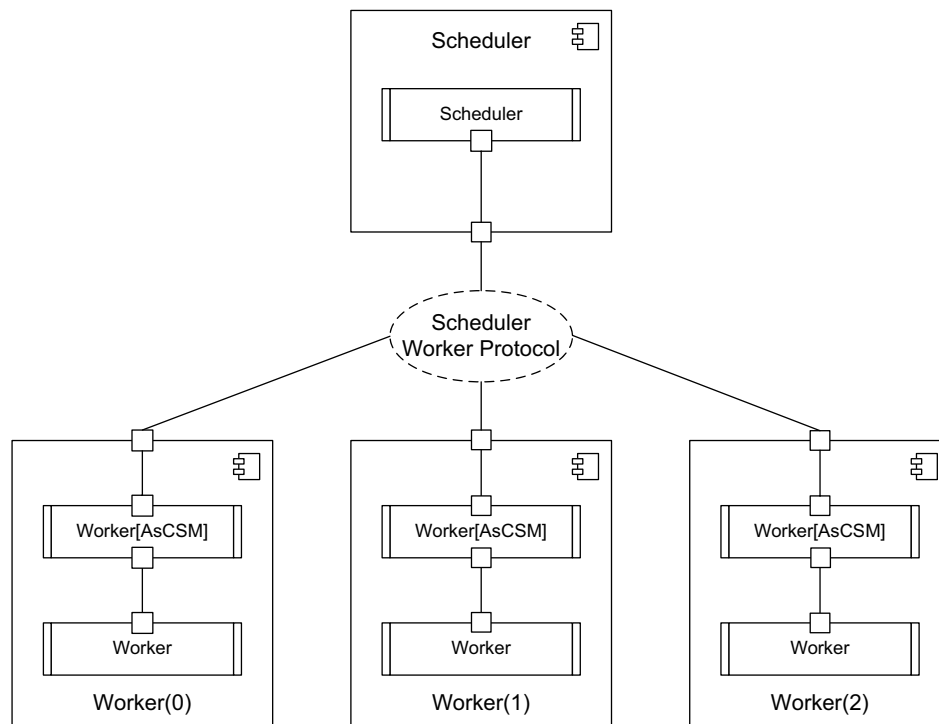 Scheduler
Scheduler
Scheduler
Worker Protocol
Worker[AsCSM]
Worker[AsCSM]
Worker[AsCSM]
Worker
Worker
Worker
Worker(0)
Worker(1)
Worker(2)